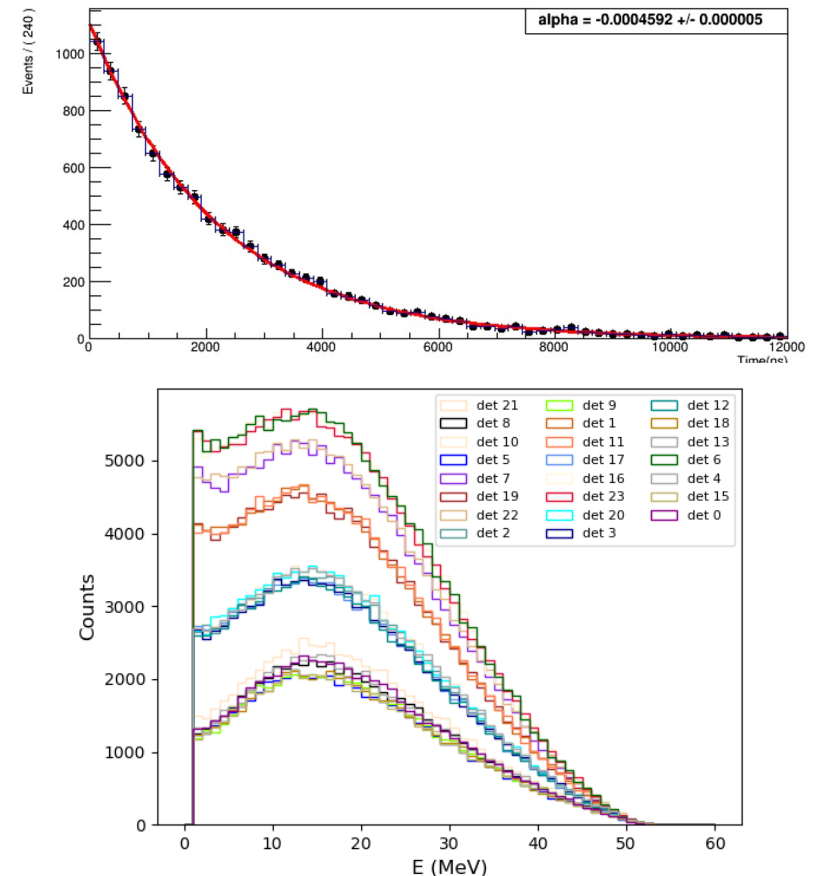 Events / ( 240 )
alpha = -0.0004592 +/- 0.000005
1000
800
600
400
200
0
0 2000 4000 6000 8000 10000 12000
Time(ns)
det 21 det 9 det 12
det 8 det 1 det 18
det 10 det 11 det 13
det 5 det 17 det 6
det 7 det 16 det 4
det 19 det 23 det 15
det 22 det 20 det 0
det 2 det 3
Counts
5000
4000
3000
2000
1000
0
0 10 20 30 40 50 60
E (MeV)